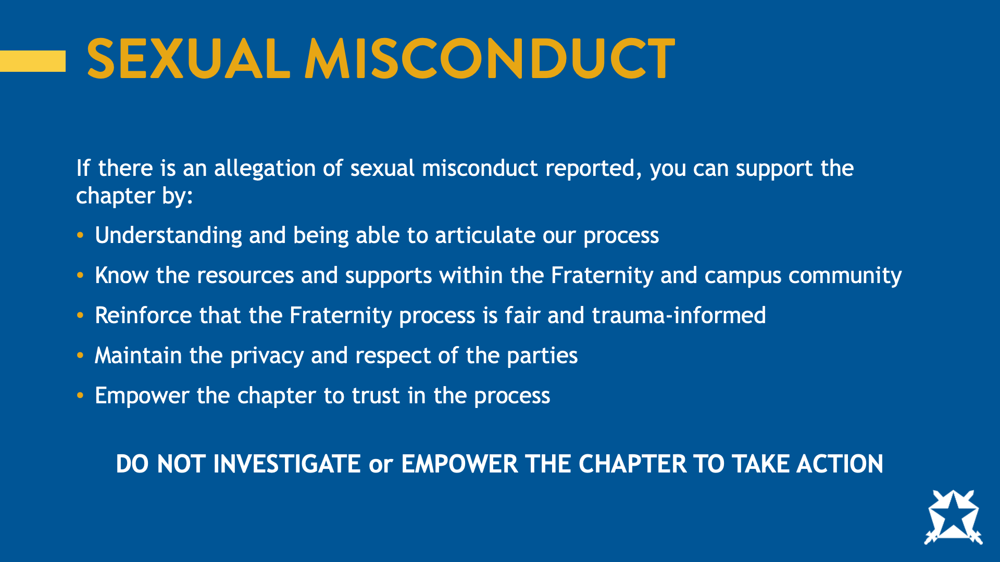 SEXUAL MISCONDUCT
If there is an allegation of sexual misconduct reported, you can support the
chapter by:
• Understanding and being able to articulate our process
• Know the resources and supports within the Fraternity and campus community
• Reinforce that the Fraternity process is fair and trauma-informed
• Maintain the privacy and respect of the parties
• Empower the chapter to trust in the process
DO NOT INVESTIGATE or EMPOWER THE CHAPTER TO TAKE ACTION